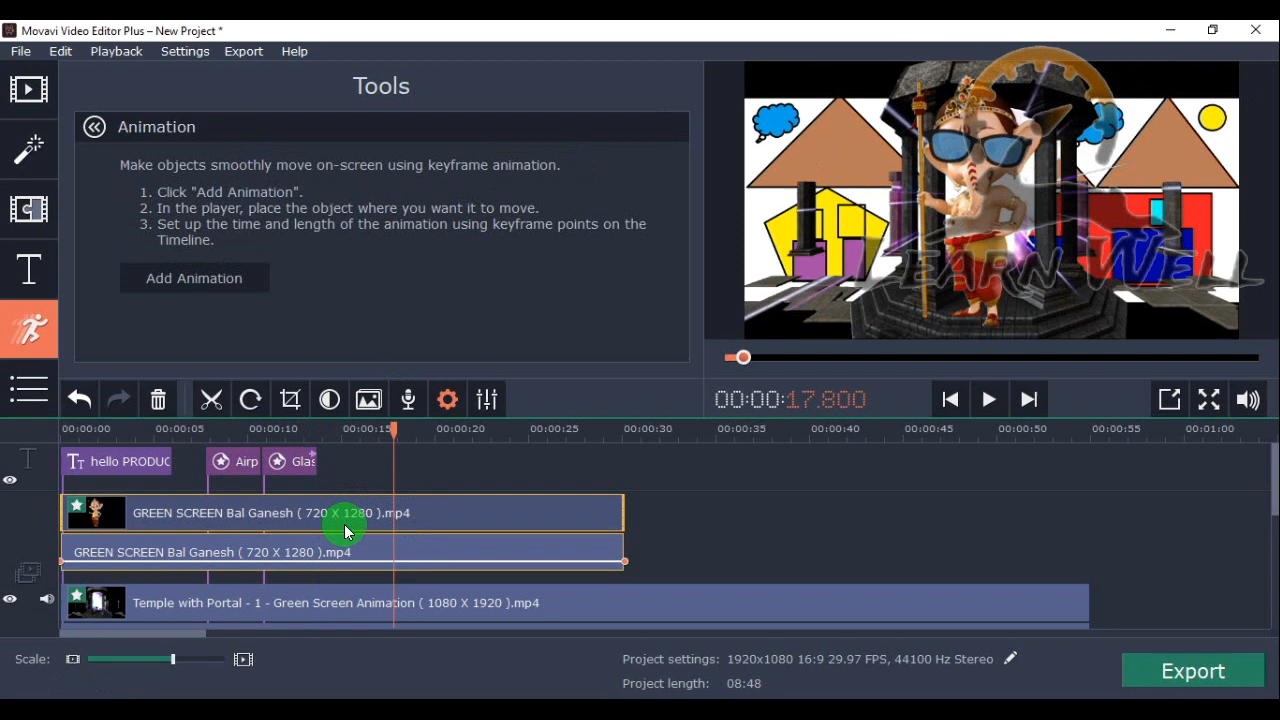 Movavi Video Editor Plus – New Project *
File Edit Playback Settings Export Help
Tools
Animation
Make objects smoothly move on-screen using keyframe animation.
1. Click "Add Animation".
2. In the player, place the object where you want it to move.
3. Set up the time and length of the animation using keyframe points on the
Timeline.
Add Animation
LEARN WELL
00:00:17.800
00:00:00 00:00:05 00:00:10 00:00:15 00:00:20 00:00:25 00:00:30 00:00:35 00:00:40 00:00:45 00:00:50 00:00:55 00:01:00
hello PRODUC Airp Glas
GREEN SCREEN Bal Ganesh ( 720 X 1280 ).mp4
GREEN SCREEN Bal Ganesh ( 720 X 1280 ).mp4
Temple with Portal - 1 - Green Screen Animation ( 1080 X 1920 ).mp4
Scale:
Project settings: 1920x1080 16:9 29.97 FPS, 44100 Hz Stereo
Project length: 08:48
Export